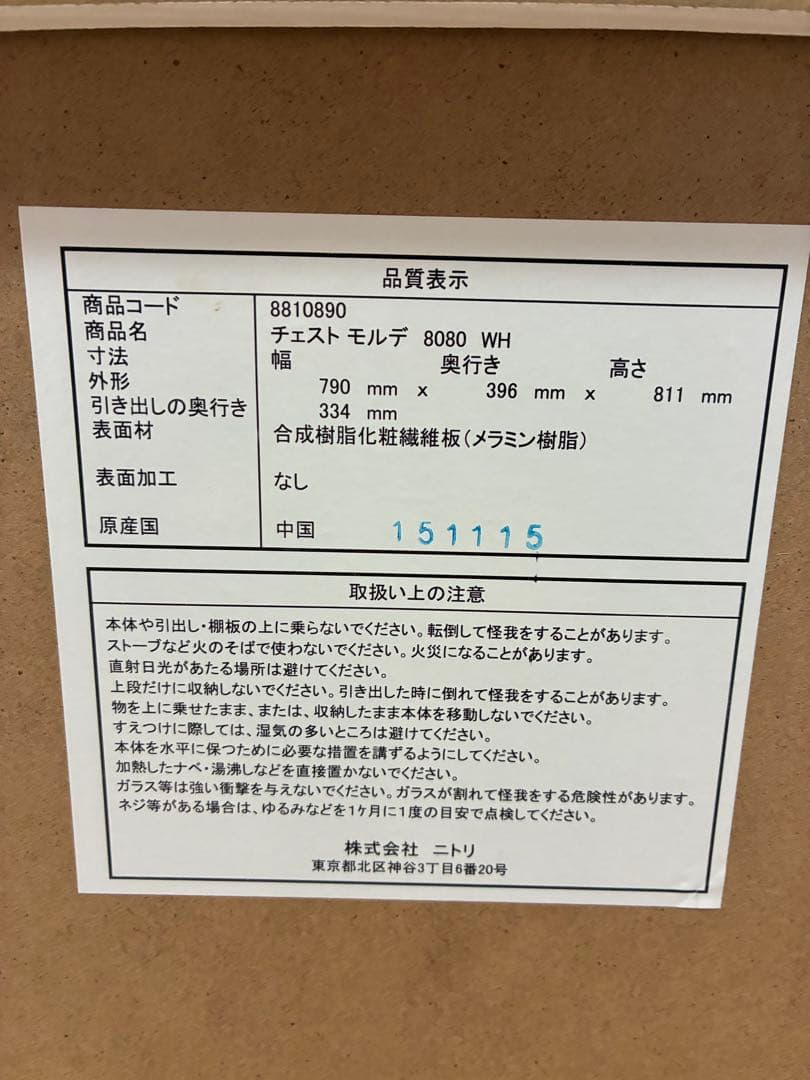 品質表示
商品コード 8810890
商品名 チェスト モルデ 8080 WH
寸法 幅 奥行き 高さ
外形 790 mm x 396 mm x 811 mm
引き出しの奥行き 334 mm
表面材 合成樹脂化粧繊維板(メラミン樹脂)
表面加工 なし
原産国 中国 151115
取扱い上の注意
本体や引出し・棚板の上に乗らないでください。転倒して怪我をすることがあります。
ストーブなど火のそばで使わないでください。火災になることがあります。
直射日光があたる場所は避けてください。
上段だけに収納しないでください。引き出した時に倒れて怪我をすることがあります。
物を上に乗せたまま、または、収納したまま本体を移動しないでください。
すえつけに際しては、湿気の多いところは避けてください。
本体を水平に保つために必要な措置を講ずるようにしてください。
加熱したナベ・湯沸しなどを直接置かないでください。
ガラス等は強い衝撃を与えないでください。ガラスが割れて怪我をする危険性があります。
ネジ等がある場合は、ゆるみなどを1ケ月に1度の目安で点検してください。
株式会社 ニトリ
東京都北区神谷3丁目6番20号